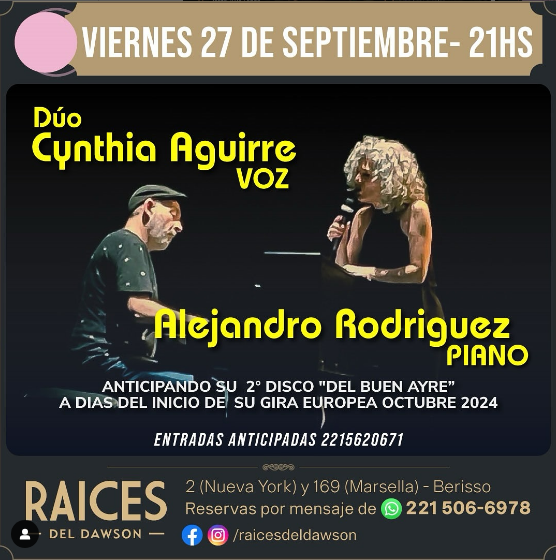 VIERNES 27 DE SEPTIEMBRE- 21HS
Dúo
Cynthia Aguirre
VOZ
Alejandro Rodriguez
PIANO
ANTICIPANDO SU 2° DISCO "DEL BUEN AYRE”
A DIAS DEL INICIO DE SU GIRA EUROPEA OCTUBRE 2024
ENTRADAS ANTICIPADAS 2215620671
RAICES
DEL DAWSON
2 (Nueva York) y 169 (Marsella) - Berisso
Reservas por mensaje de 221 506-6978
/raicesdeldawson